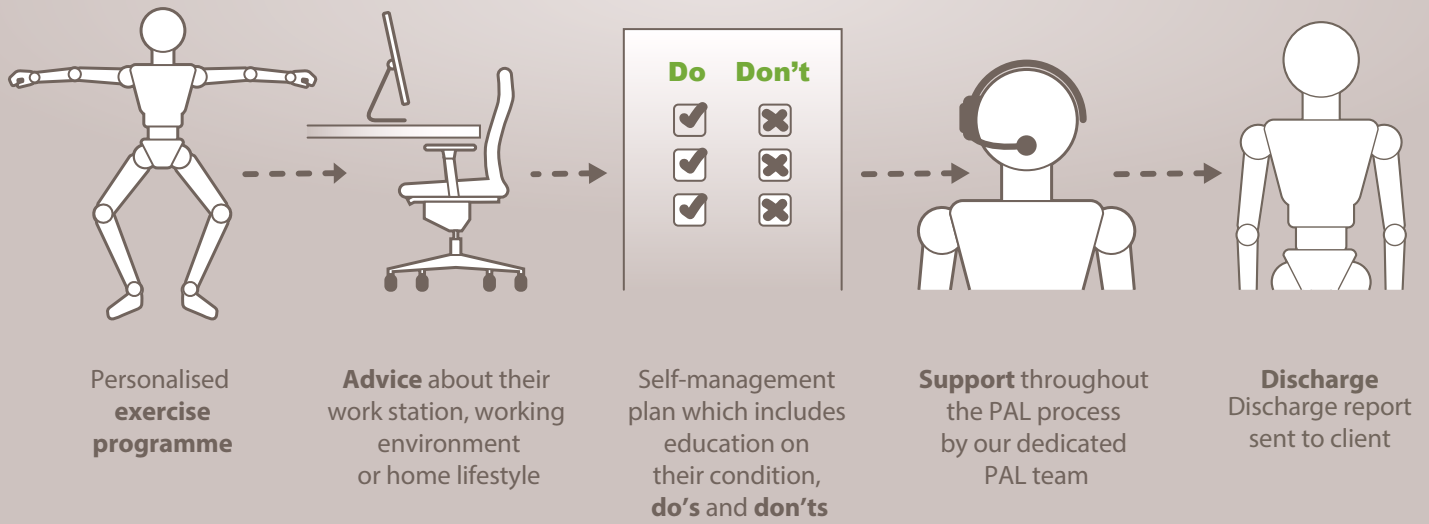 Do Don't
Personalised
exercise
programme
Advice about their
work station, working
environment
or home lifestyle
Self-management
plan which includes
education on
their condition,
do's and don'ts
Support throughout
the PAL process
by our dedicated
PAL team
Discharge
Discharge report
sent to client